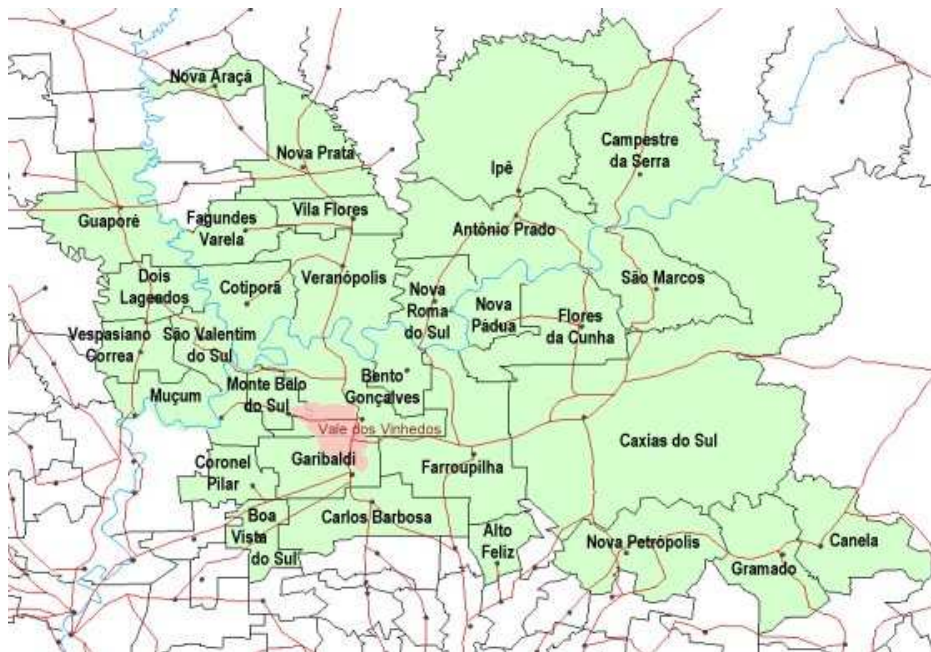 Nova Araçá
Nova Prata
Ipê
Campestre
da Serra
Guaporé
Fagundes
Varela
Vila Flores
Antônio Prado
Dois
Lageados
Cotiporã
Veranópolis
Nova
Roma
do Sul
Nova
Pádua
Flores
da Cunha
São Marcos
Vespasiano
Correa
São Valentim
do Sul
Muçum
Monte Belo
do Sul
Bento
Gonçalves
Vale dos Vinhedos
Caxias do Sul
Coronel
Pilar
Garibaldi
Farroupilha
Boa
Vista
do Sul
Carlos Barbosa
Alto
Feliz
Nova Petrópolis
Gramado
Canela